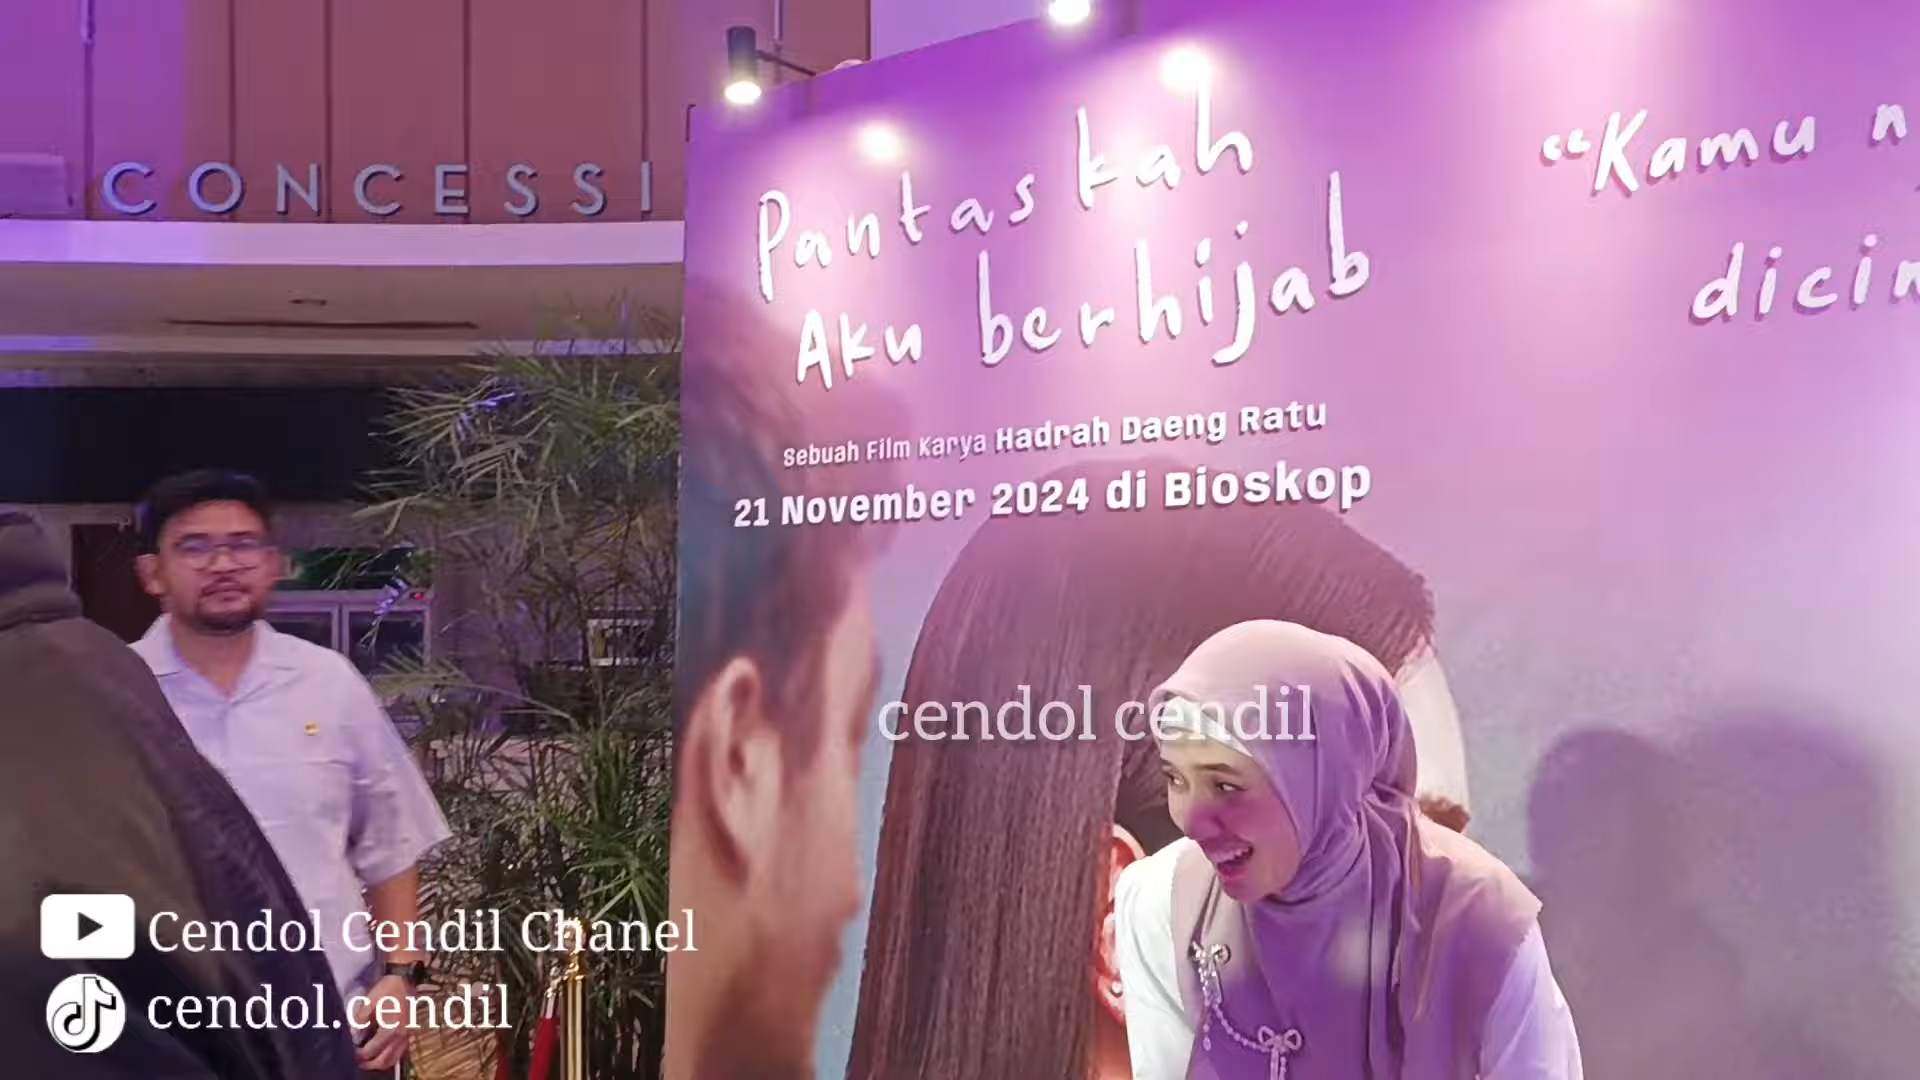 CONCESSI
Pantaskah
Aku berhijab
Sebuah Film Karya Hadrah Daeng Ratu
21 November 2024 di Bioskop
“Kamu n
dicin
cendol cendil
Cendol Cendil Chanel
cendol.cendil